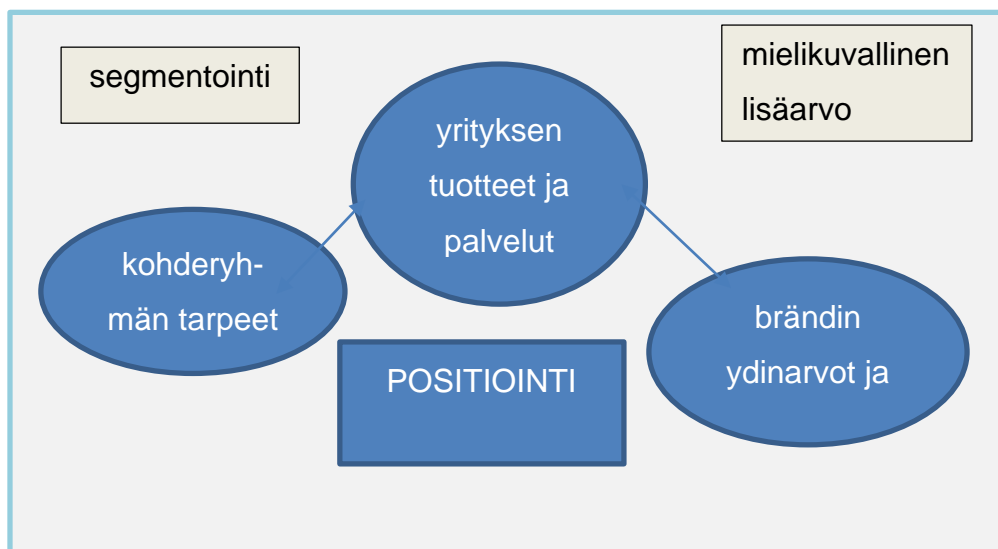 segmentointi
mielikuvallinen
lisäarvo
yrityksen
tuotteet ja
palvelut
kohderyh-
män tarpeet
brändin
ydinarvot ja
POSITIOINTI